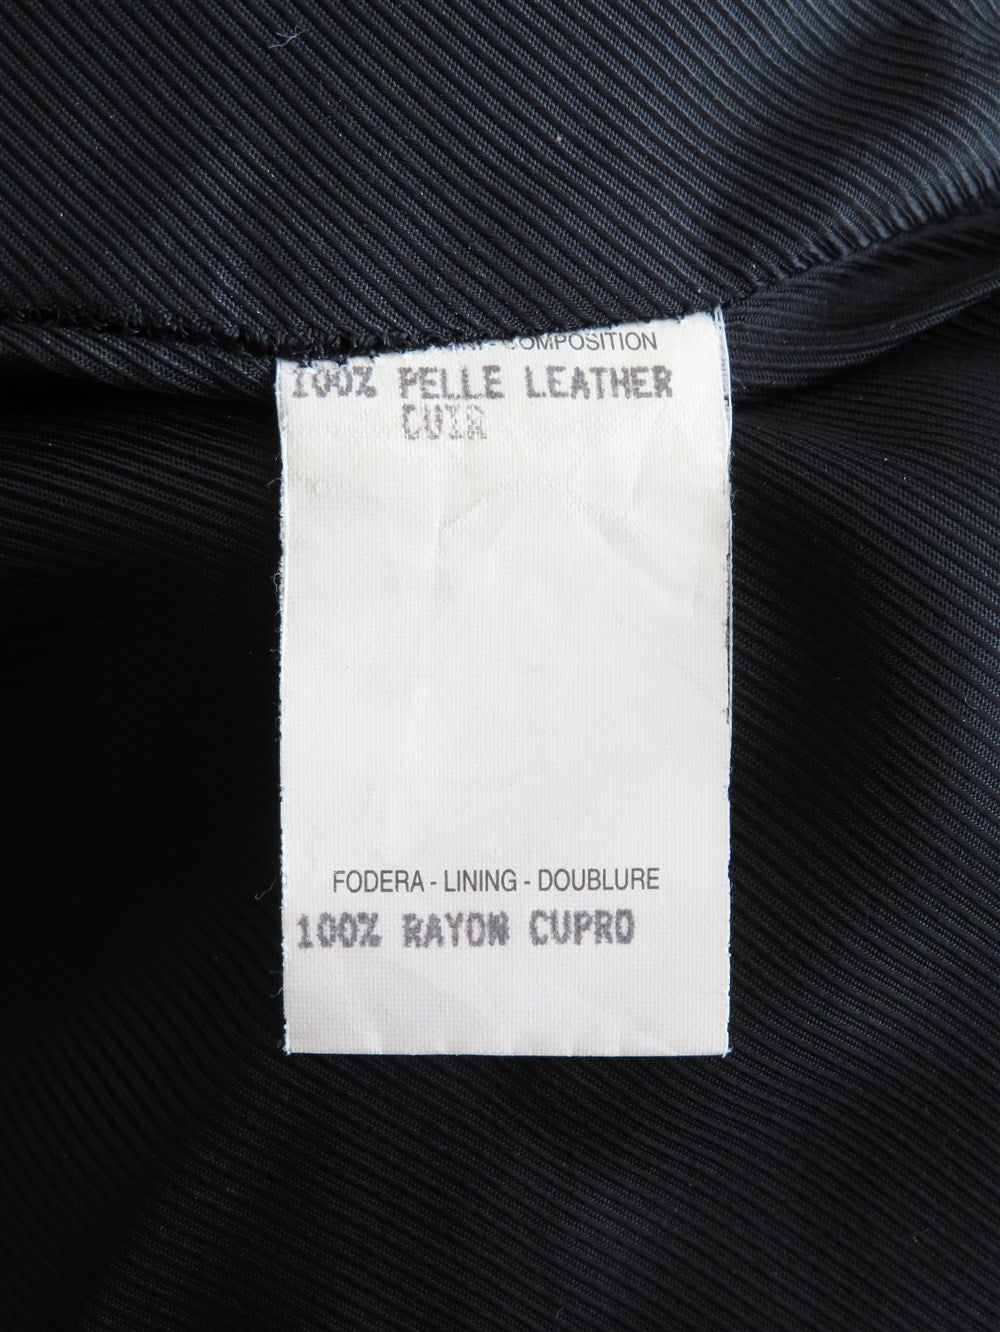 COMPOSITION
100% PELLE LEATHER
CUIR
FODERA - LINING - DOUBLURE
100% RAYON CUPRO